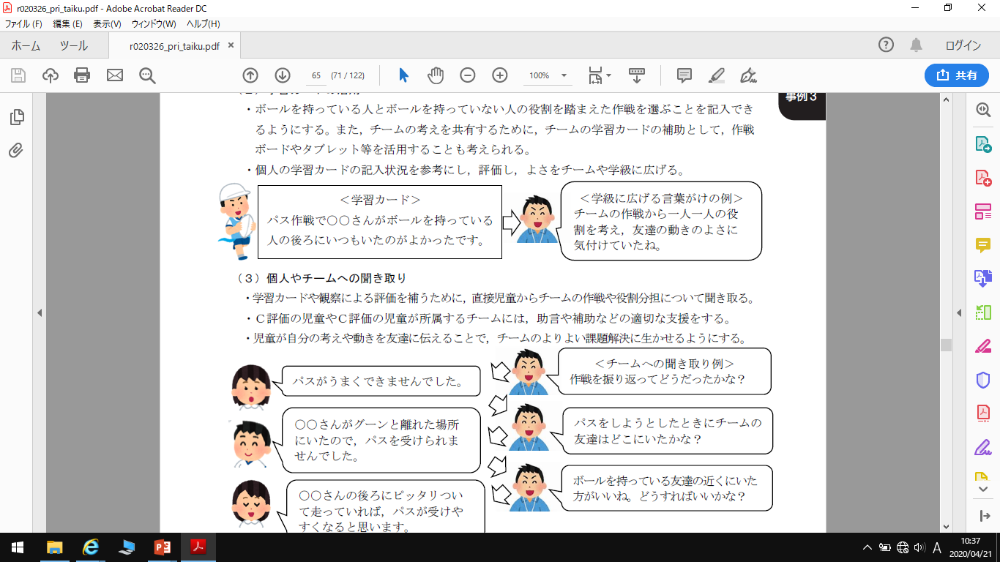 r020326_pri_taiku.pdf - Adobe Acrobat Reader DC
ファイル(F) 編集(E) 表示(V) ウィンドウ(W) ヘルプ(H)
ホーム ツール r020326_pri_taiku.pdf × ログイン
65 (71 / 122) 100% 共有
事例3
・ボールを持っている人とボールを持っていない人の役割を踏まえた作戦を選ぶことを記入でき
るようにする。また，チームの考えを共有するために，チームの学習カードの補助として，作戦
ボードやタブレット等を活用することも考えられる。
・個人の学習カードの記入状況を参考にし，評価し，よさをチームや学級に広げる。
＜学習カード＞
パス作戦で○○さんがボールを持っている
人の後ろにいつもいたのがよかったです。
＜学級に広げる言葉がけの例＞
チームの作戦から一人一人の役
割を考え，友達の動きのよさに
気付けていたね。
（３）個人やチームへの聞き取り
・学習カードや観察による評価を補うために，直接児童からチームの作戦や役割分担について聞き取る。
・Ｃ評価の児童やＣ評価の児童が所属するチームには，助言や補助などの適切な支援をする。
・児童が自分の考えや動きを友達に伝えることで，チームのよりよい課題解決に生かせるようにする。
＜チームへの聞き取り例＞
作戦を振り返ってどうだったかな？
パスがうまくできませんでした。
パスをしようとしたときにチームの
友達はどこにいたかな？
○○さんがグーンと離れた場所
にいたので，パスを受けられま
せんでした。
ボールを持っている友達の近くにいた
方がいいね。どうすればいいかな？
○○さんの後ろにピッタリつい
て走っていれば，パスが受けや
すくなると思います。
A 10:37
2020/04/21